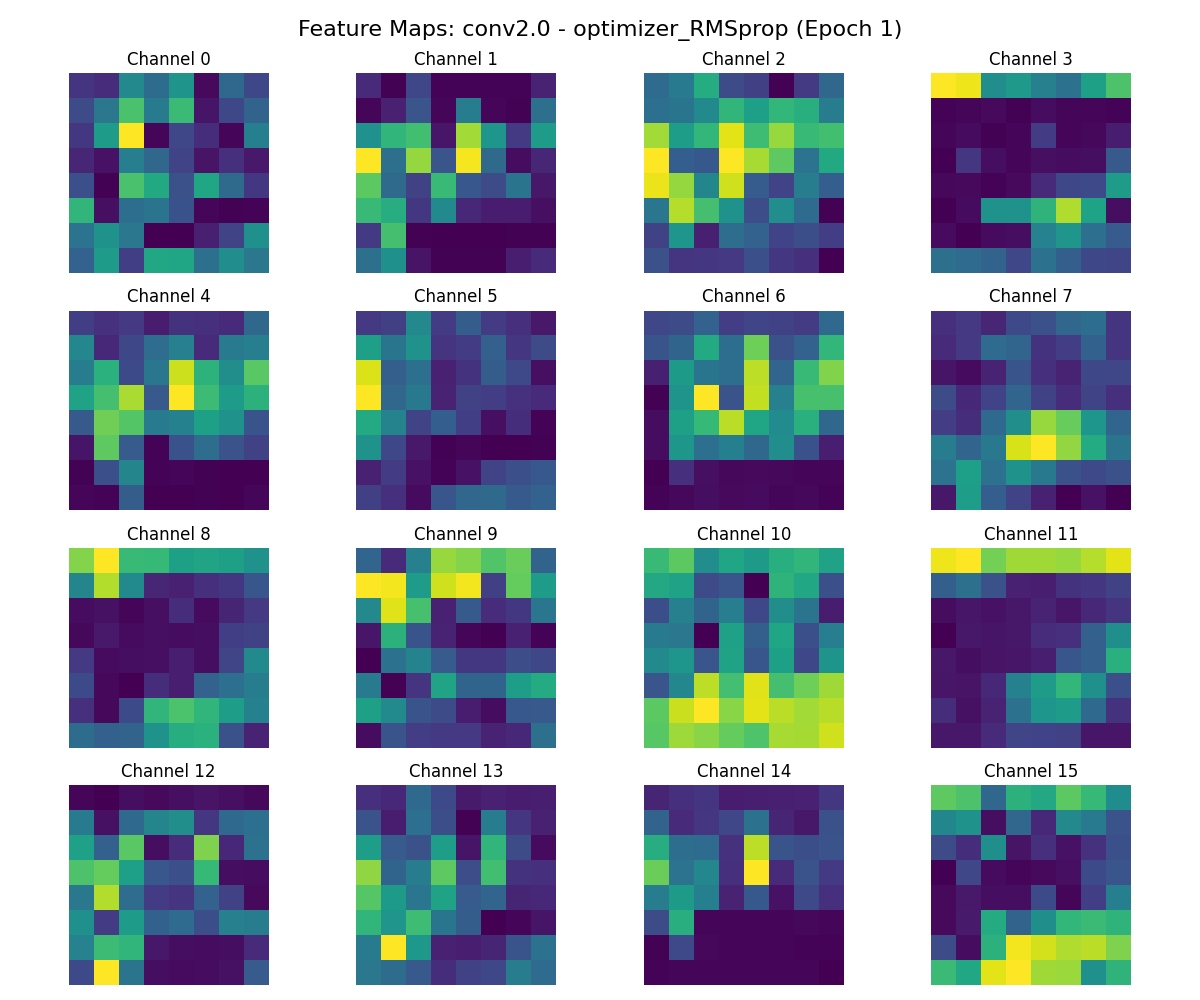 Feature Maps: conv2.0 - optimizer_RMSprop (Epoch 1)
Channel 0
Channel 1
Channel 2
Channel 3
Channel 4
Channel 5
Channel 6
Channel 7
Channel 8
Channel 9
Channel 10
Channel 11
Channel 12
Channel 13
Channel 14
Channel 15